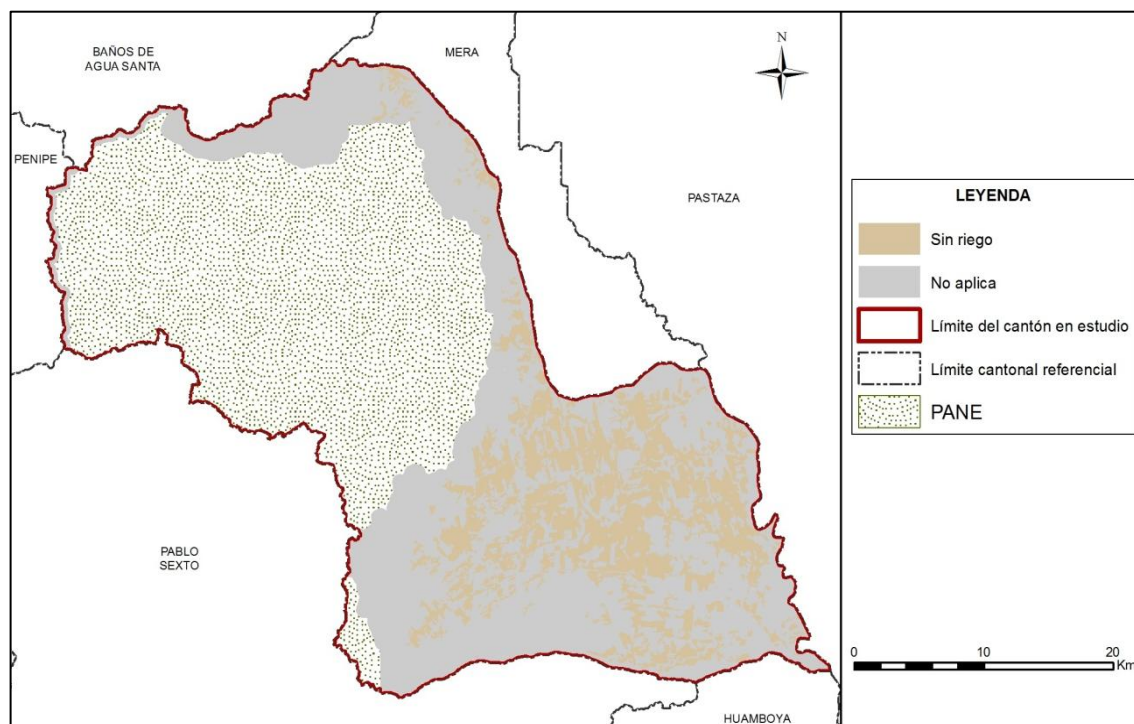 BAÑOS DE
AGUA SANTA
MERA
N
PENIPE
PASTAZA
PABLO
SEXTO
HUAMBOYA
LEYENDA
Sin riego
No aplica
Límite del cantón en estudio
Límite cantonal referencial
PANE
0 10 20
Km